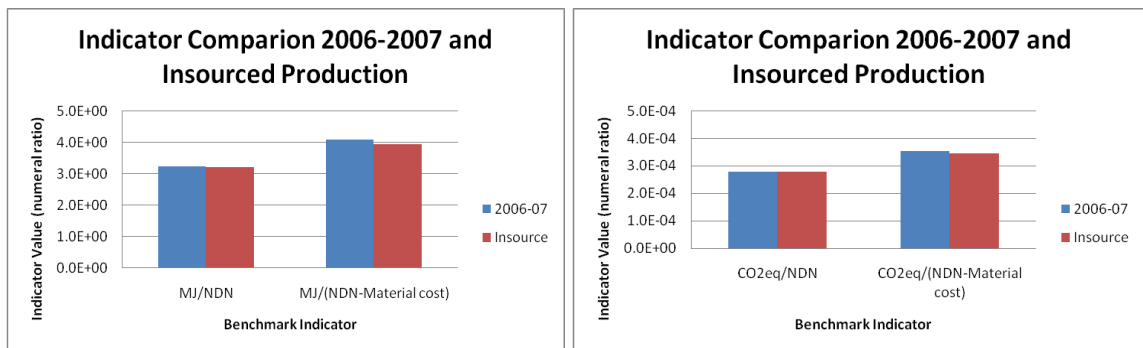 Indicator Comparion 2006-2007 and
Insourced Production
Indicator Value (numeral ratio)
5.0E+00
4.0E+00
3.0E+00
2.0E+00
1.0E+00
0.0E+00
MJ/NDN
MJ/(NDN-Material cost)
Benchmark Indicator
2006-07
Insource
Indicator Comparion 2006-2007 and
Insourced Production
Indicator Value (numeral ratio)
5.0E-04
4.0E-04
3.0E-04
2.0E-04
1.0E-04
0.0E+00
CO2eq/NDN
CO2eq/(NDN-Material
cost)
Benchmark Indicator
2006-07
Insource